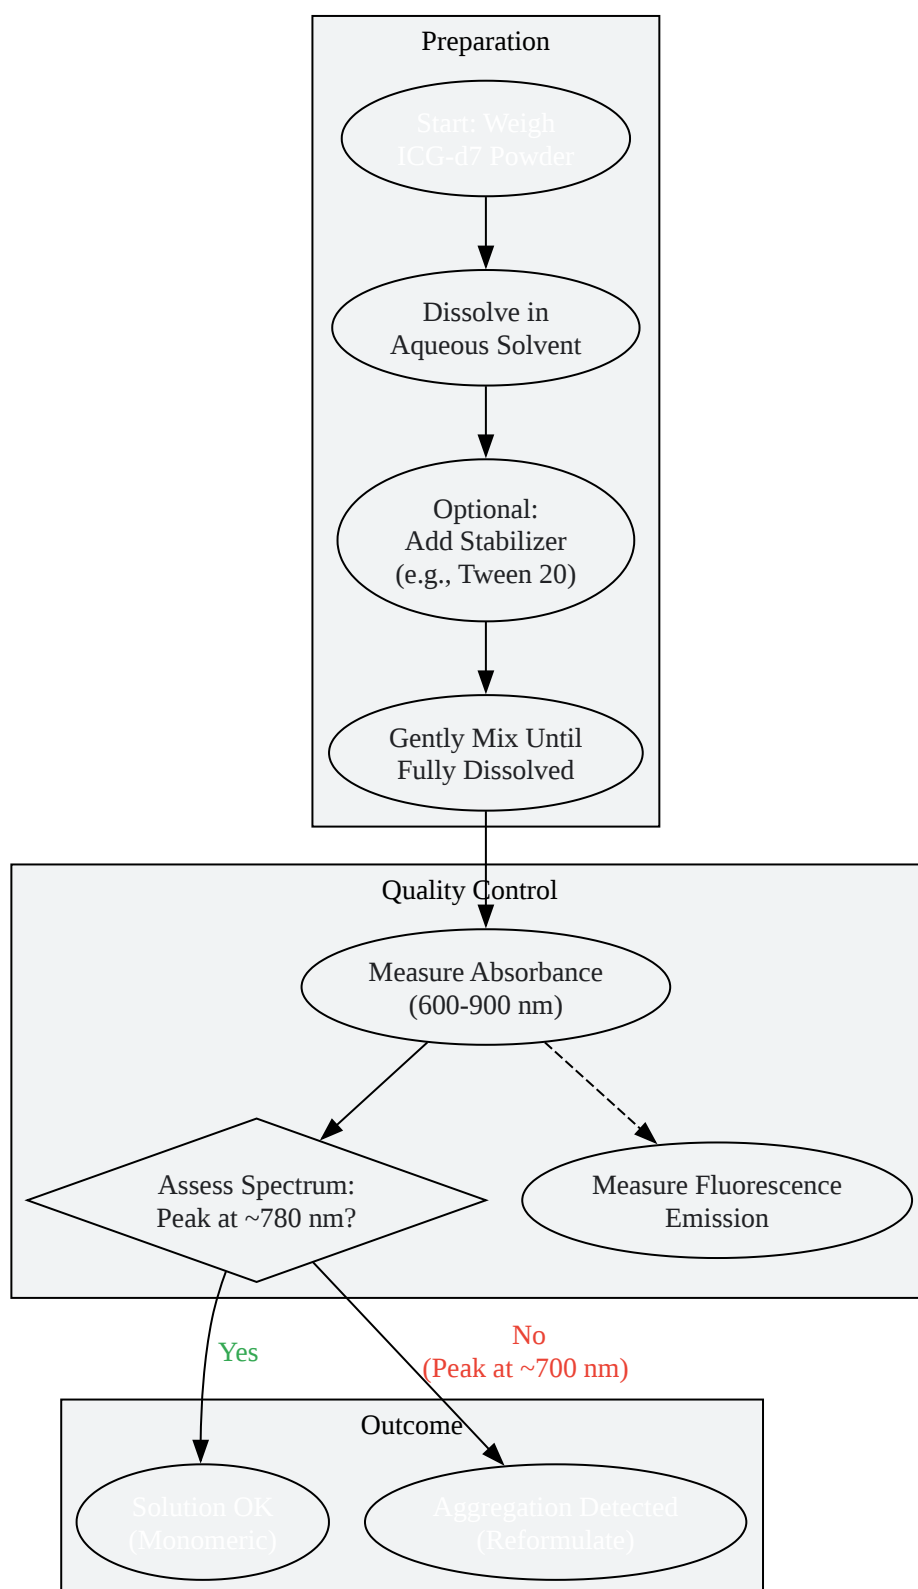 Preparation
Start: Weigh
ICG-d7 Powder
Dissolve in
Aqueous Solvent
Optional:
Add Stabilizer
(e.g., Tween 20)
Gently Mix Until
Fully Dissolved
Quality Control
Measure Absorbance
(600-900 nm)
Assess Spectrum:
Peak at ~780 nm?
Measure Fluorescence
Emission
Yes
No
(Peak at ~700 nm)
Outcome
Solution OK
(Monomeric)
Aggregation Detected
(Reformulate)